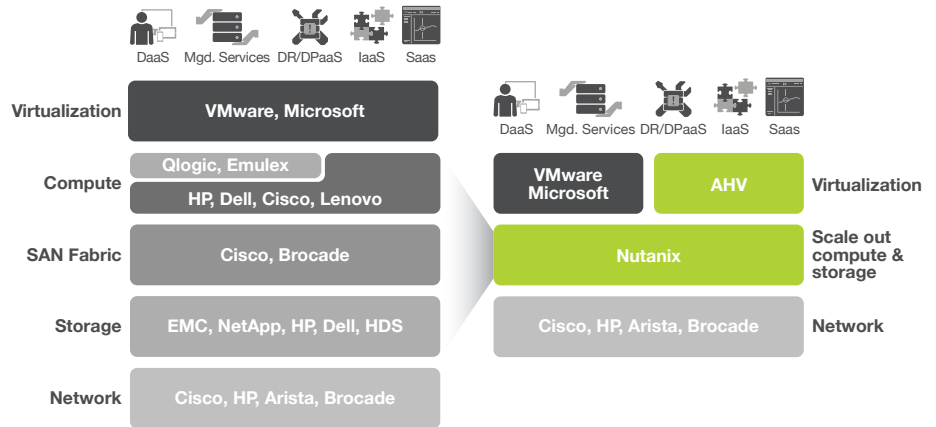 DaaS Mgd. Services DR/DPaaS IaaS Saas
Virtualization VMware, Microsoft
Compute Qlogic, Emulex
HP, Dell, Cisco, Lenovo
SAN Fabric Cisco, Brocade
Storage EMC, NetApp, HP, Dell, HDS
Network Cisco, HP, Arista, Brocade
DaaS Mgd. Services DR/DPaaS IaaS Saas
VMware
Microsoft
AHV
Virtualization
Nutanix
Scale out
compute &
storage
Cisco, HP, Arista, Brocade Network